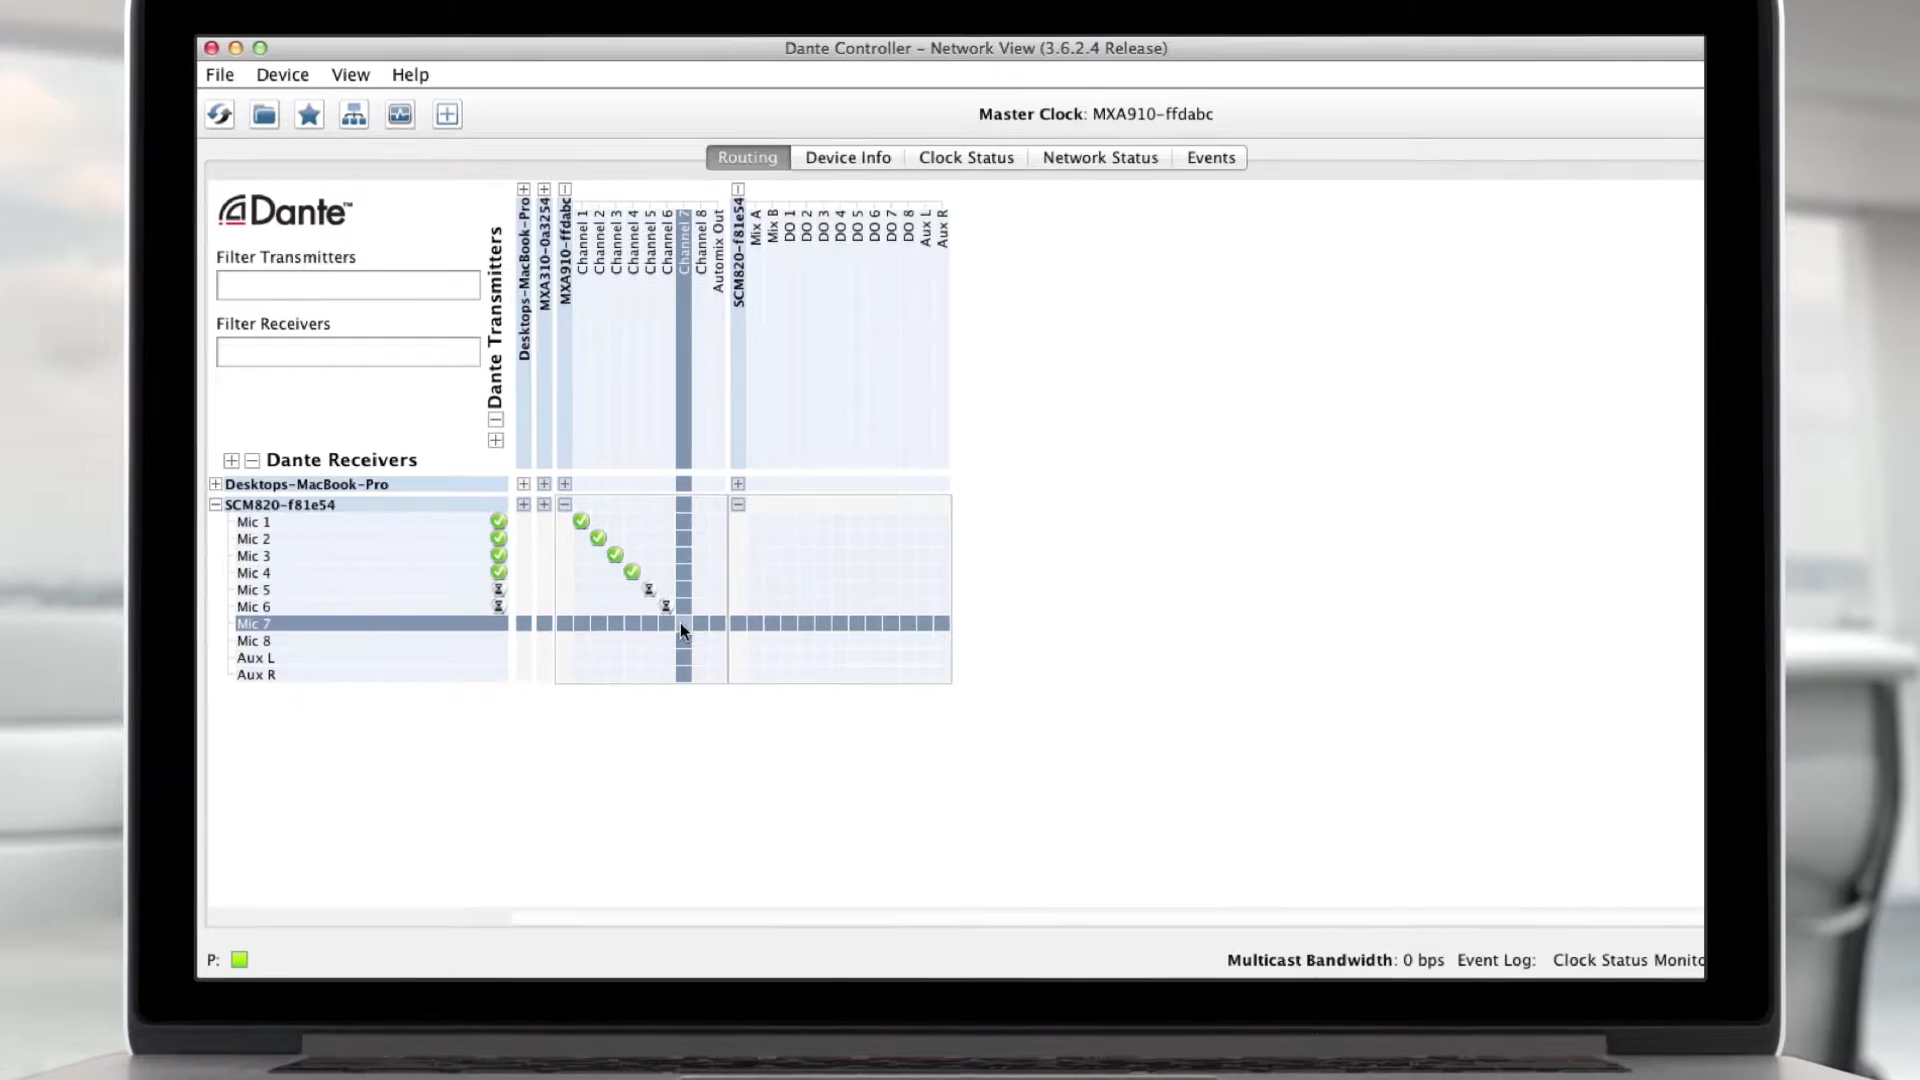 Dante Controller – Network View (3.6.2.4 Release)
File Device View Help
Master Clock: MXA910-ffdabc
Routing Device Info Clock Status Network Status Events
Dante™
Filter Transmitters
Filter Receivers
Dante Transmitters
Desktops-MacBook-Pro
MXA310-0a3254
MXA910-ffdabc
Channel 1
Channel 2
Channel 3
Channel 4
Channel 5
Channel 6
Channel 7
Channel 8
Automix Out
SCM820-f81e54
Mix A
Mix B
DO 1
DO 2
DO 3
DO 4
DO 5
DO 6
DO 7
DO 8
Aux L
Aux R
Dante Receivers
Desktops-MacBook-Pro
SCM820-f81e54
Mic 1
Mic 2
Mic 3
Mic 4
Mic 5
Mic 6
Mic 7
Mic 8
Aux L
Aux R
P: Multicast Bandwidth: 0 bps Event Log: Clock Status Monito